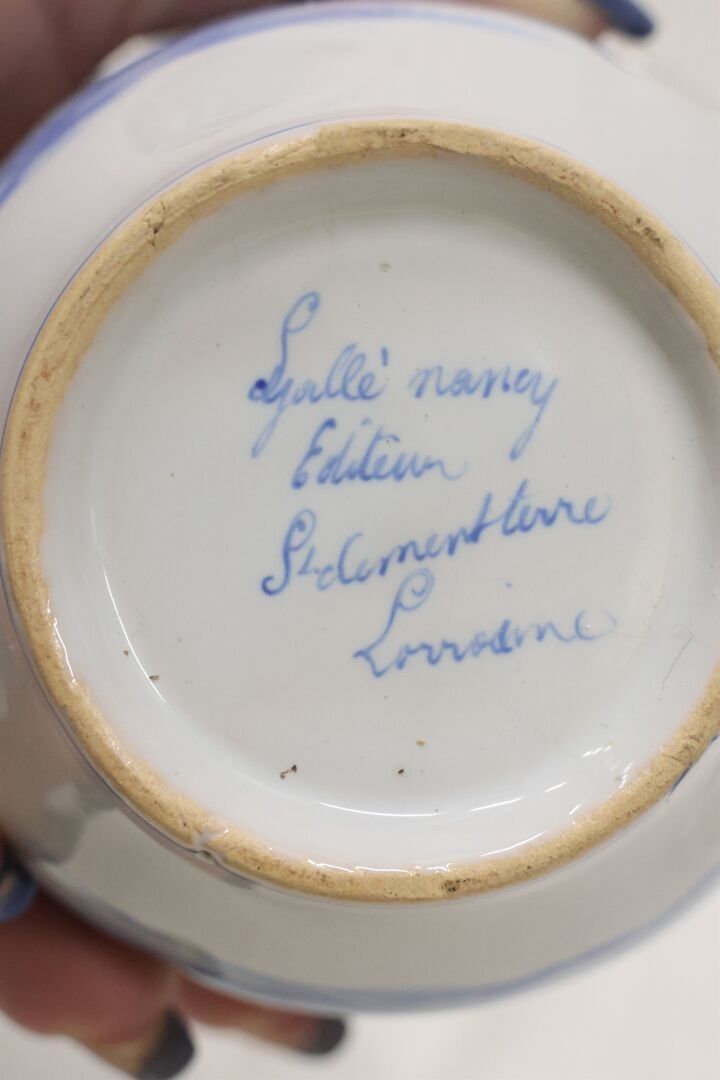 Gallé nancy
Editeur
St clement terre
Lorraine